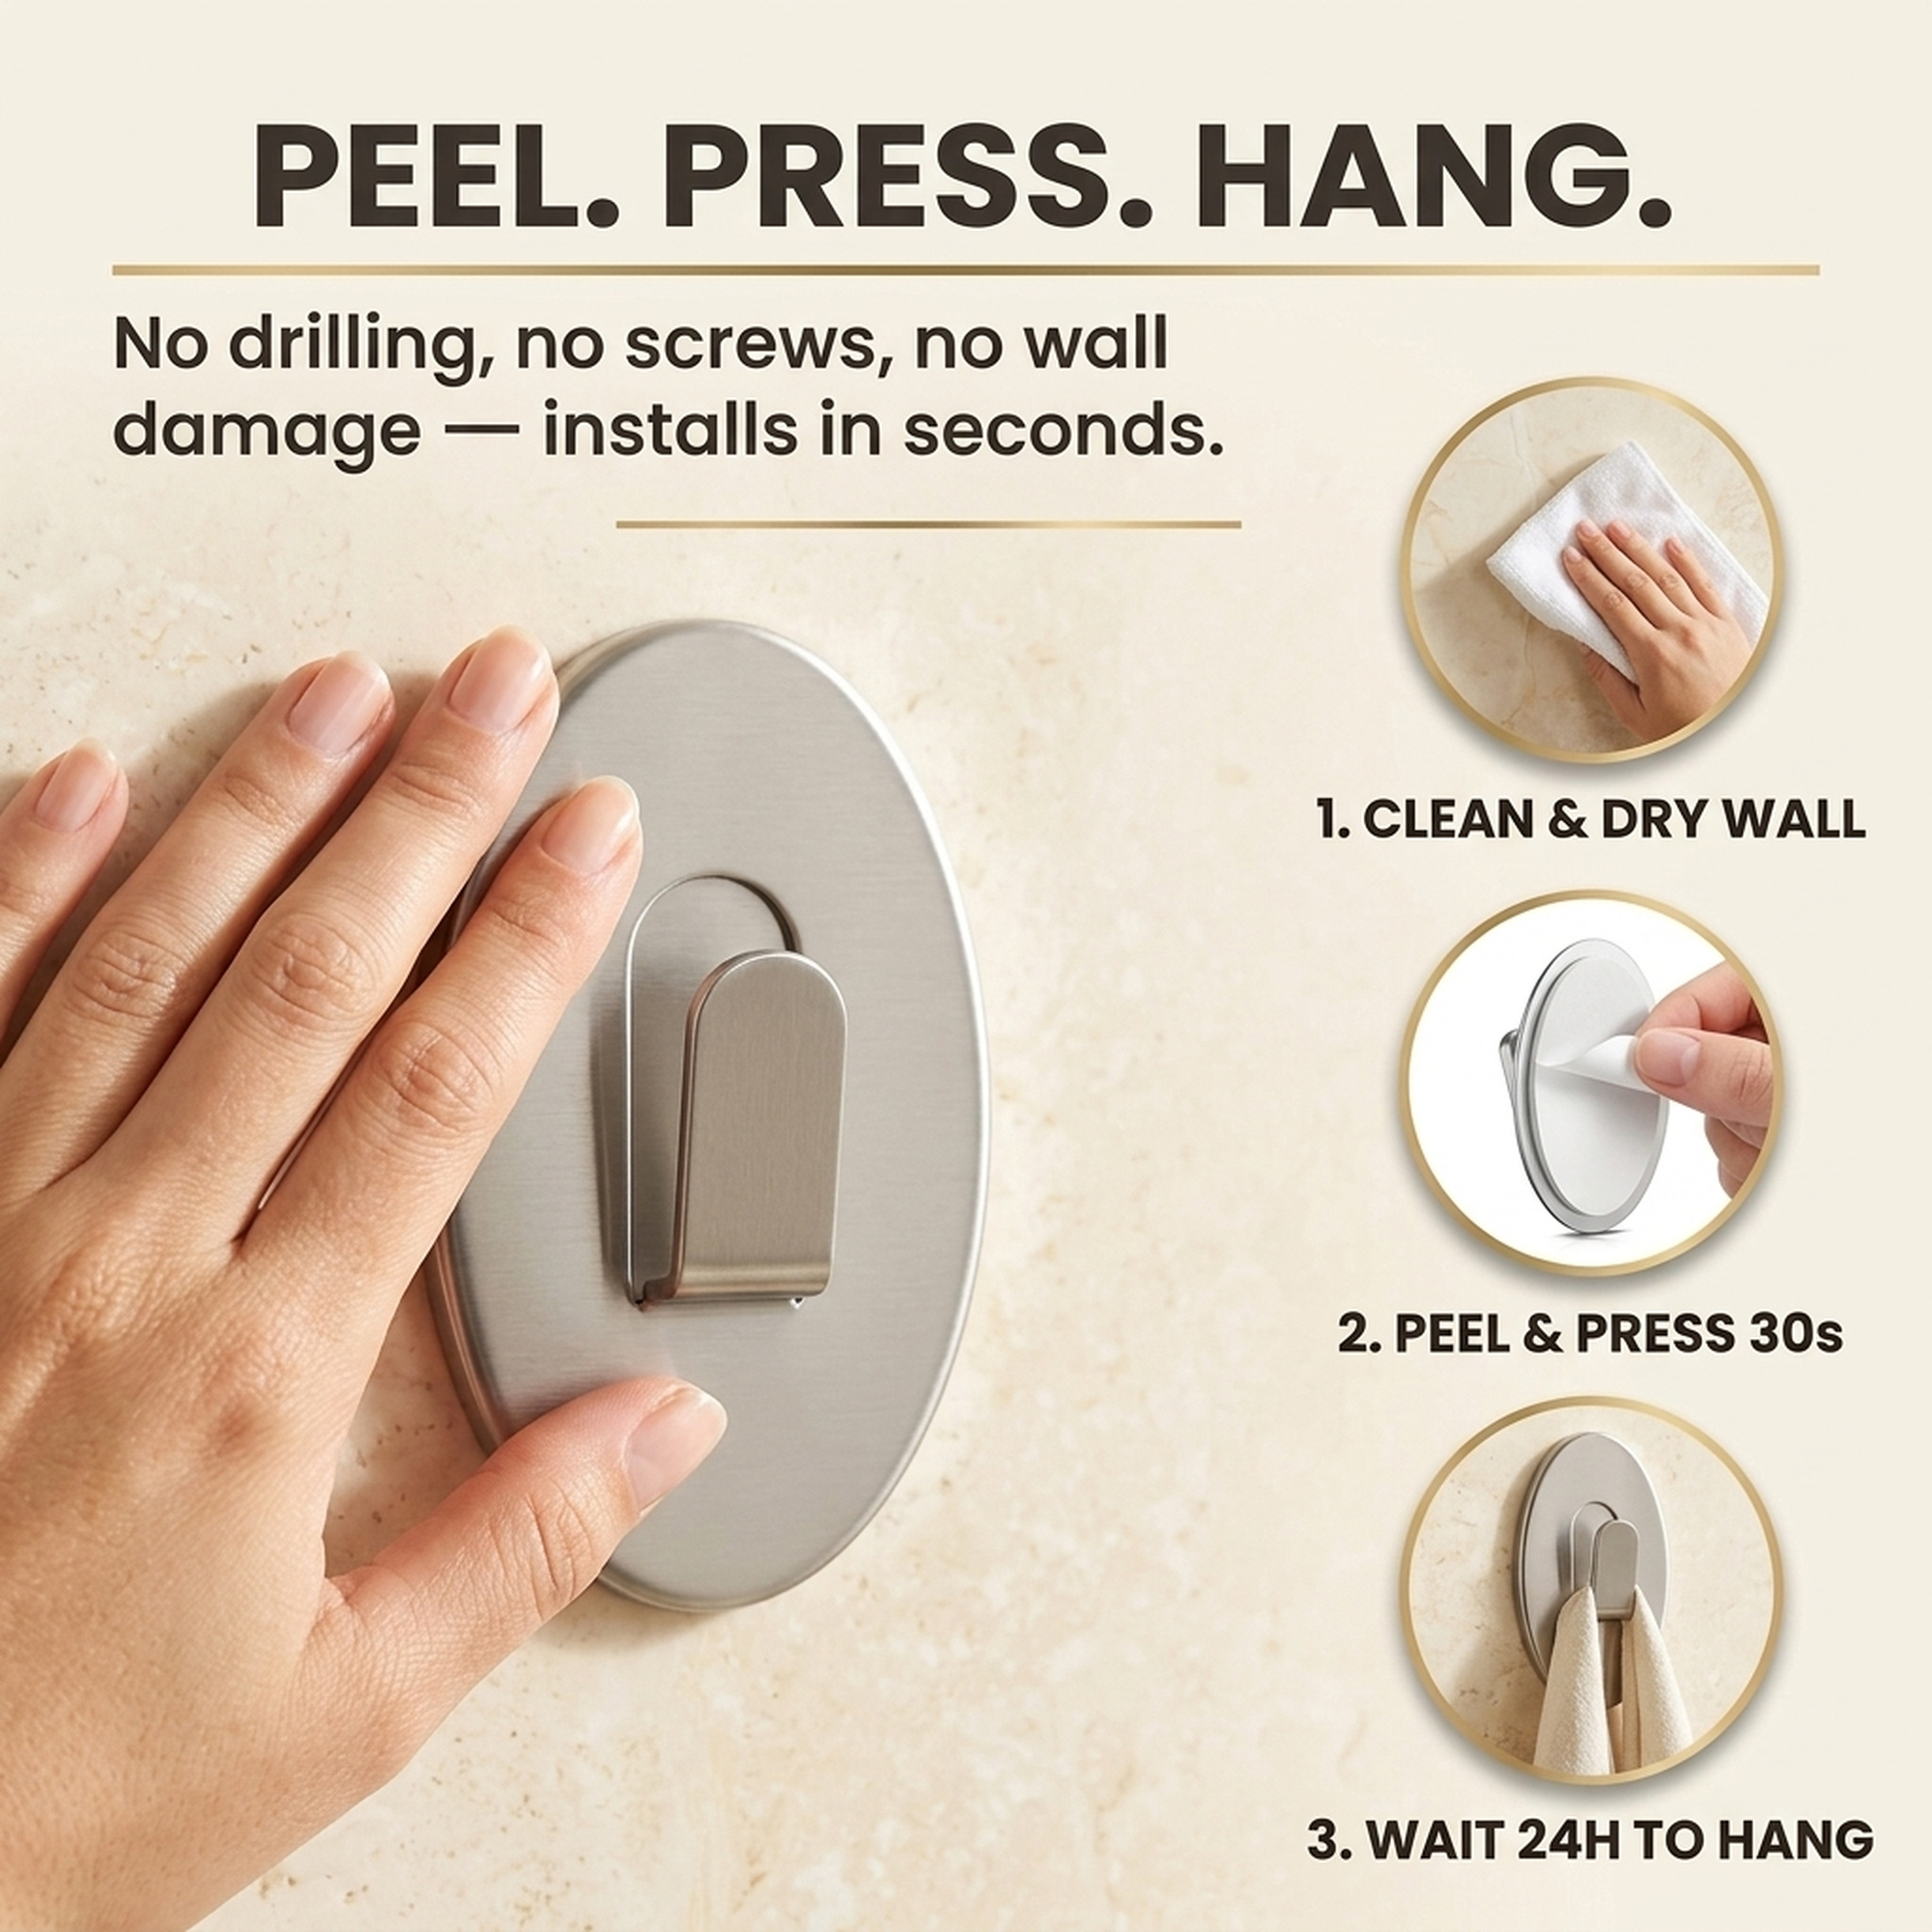 PEEL. PRESS. HANG.
No drilling, no screws, no wall
damage — installs in seconds.
1. CLEAN & DRY WALL
2. PEEL & PRESS 30s
3. WAIT 24H TO HANG